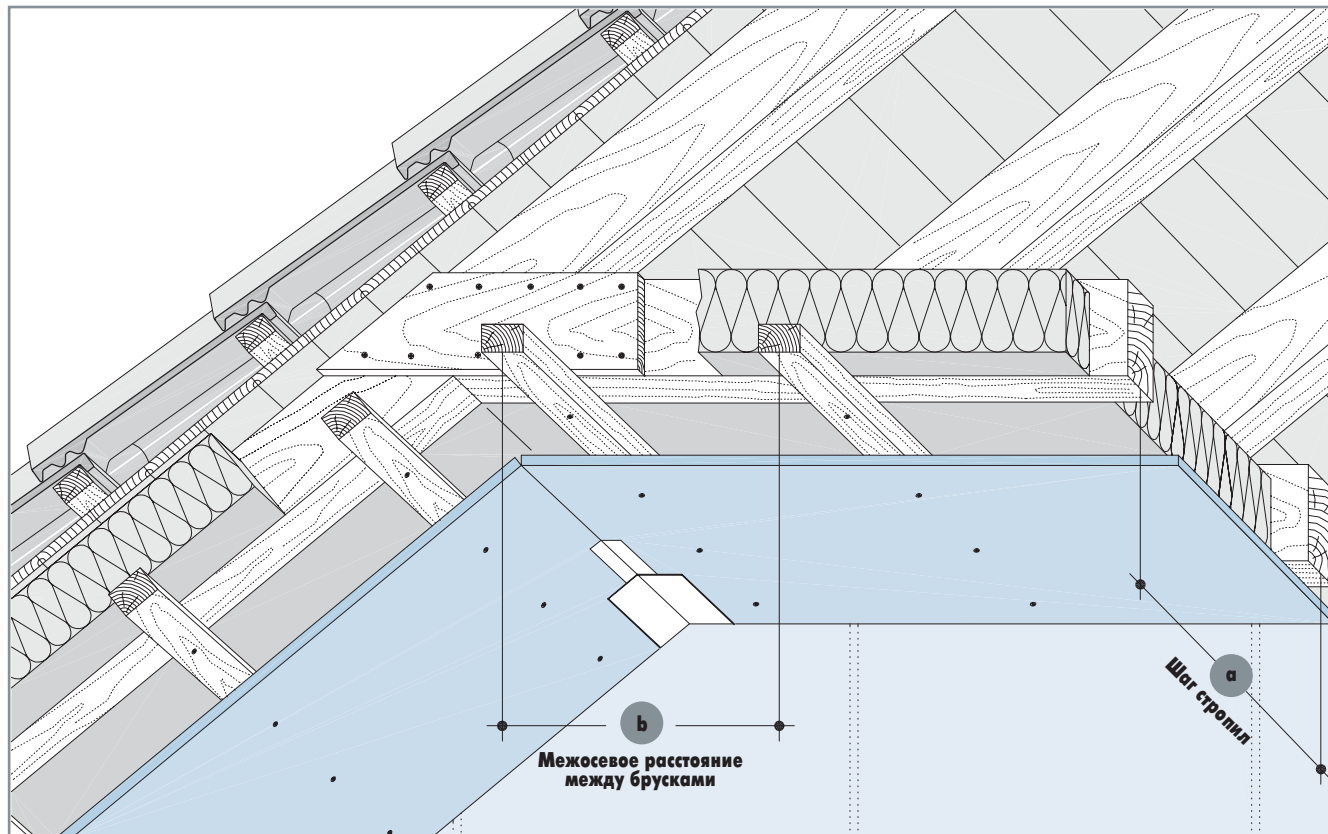 a
Шаг стропил
b
Межосевое расстояние
между брусками